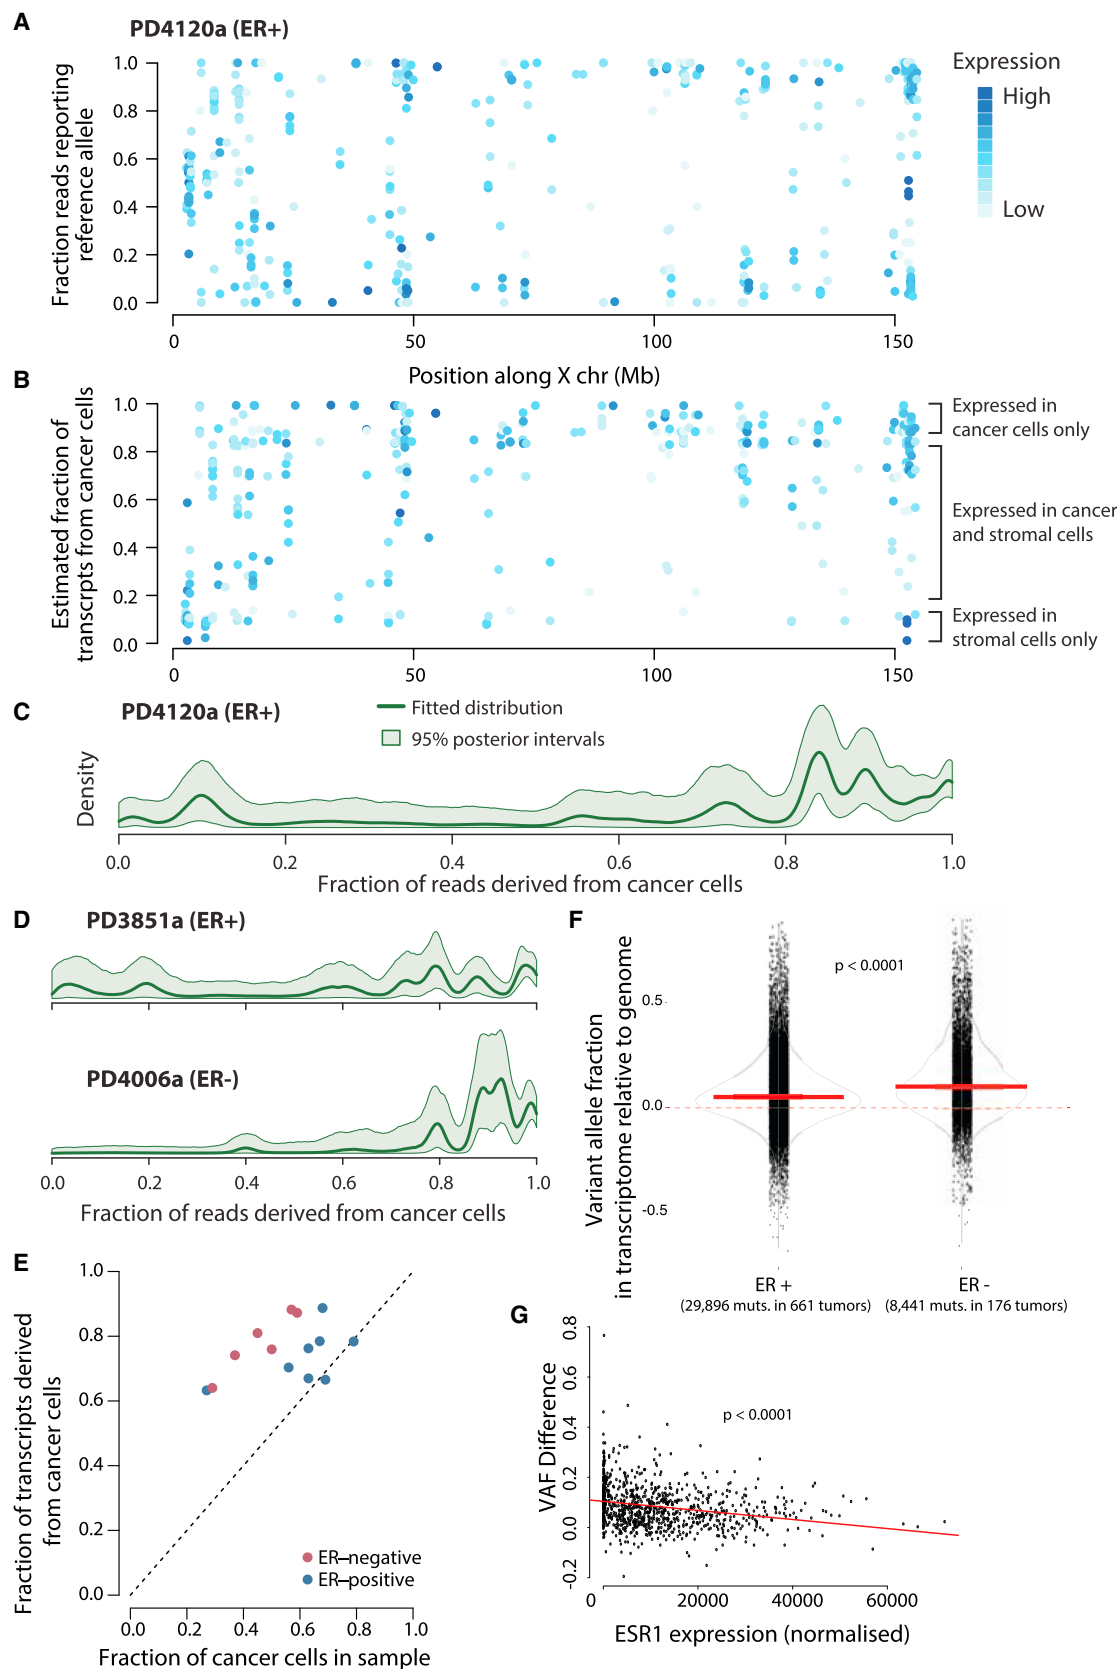 A
PD4120a (ER+)
Fraction reads reporting
reference allele
1.0
0.8
0.6
0.4
0.2
0.0
0
50
100
150
Position along X chr (Mb)
Expression
High
Low
B
Estimated fraction of
transcrpts from cancer cells
1.0
0.8
0.6
0.4
0.2
0.0
0
50
100
150
Expressed in
cancer cells only
Expressed in cancer
and stromal cells
Expressed in
stromal cells only
C
PD4120a (ER+)
Fitted distribution
95% posterior intervals
Density
0.0
0.2
0.4
0.6
0.8
1.0
Fraction of reads derived from cancer cells
D
PD3851a (ER+)
PD4006a (ER-)
0.0
0.2
0.4
0.6
0.8
1.0
Fraction of reads derived from cancer cells
E
Fraction of transcripts derived
from cancer cells
1.0
0.8
0.6
0.4
0.2
0.0
ER–negative
ER–positive
0.0
0.2
0.4
0.6
0.8
1.0
Fraction of cancer cells in sample
F
Variant allele fraction
in transcriptome relative to genome
0.5
0.0
-0.5
p < 0.0001
ER +
(29,896 muts. in 661 tumors)
ER -
(8,441 muts. in 176 tumors)
G
VAF Difference
0.8
0.6
0.4
0.2
0.0
-0.2
p < 0.0001
0
20000
40000
60000
ESR1 expression (normalised)